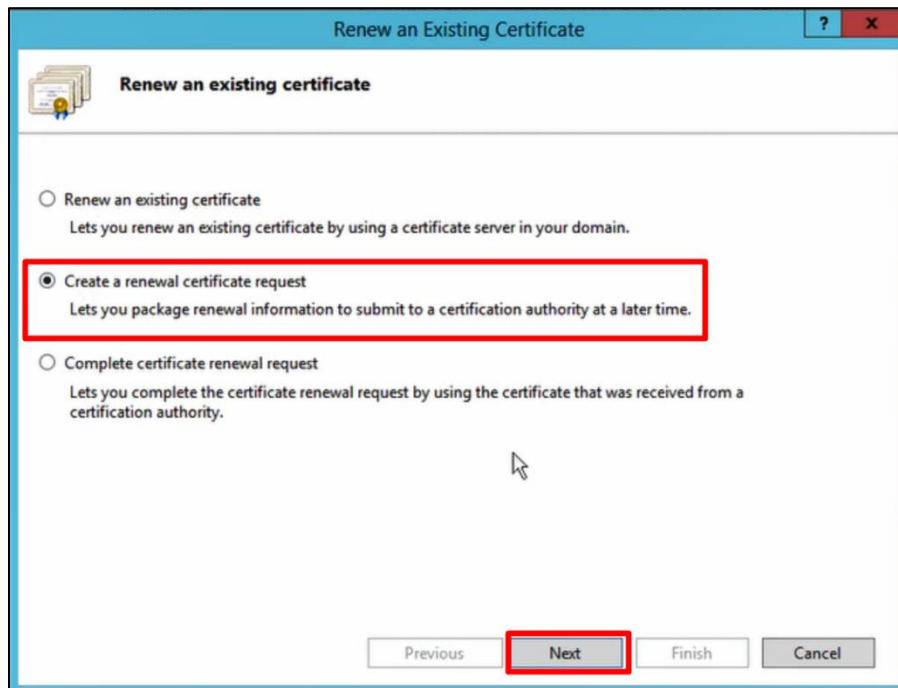 Renew an Existing Certificate
? x
Renew an existing certificate
Renew an existing certificate
Lets you renew an existing certificate by using a certificate server in your domain.
Create a renewal certificate request
Lets you package renewal information to submit to a certification authority at a later time.
Complete certificate renewal request
Lets you complete the certificate renewal request by using the certificate that was received from a
certification authority.
Previous Next Finish Cancel